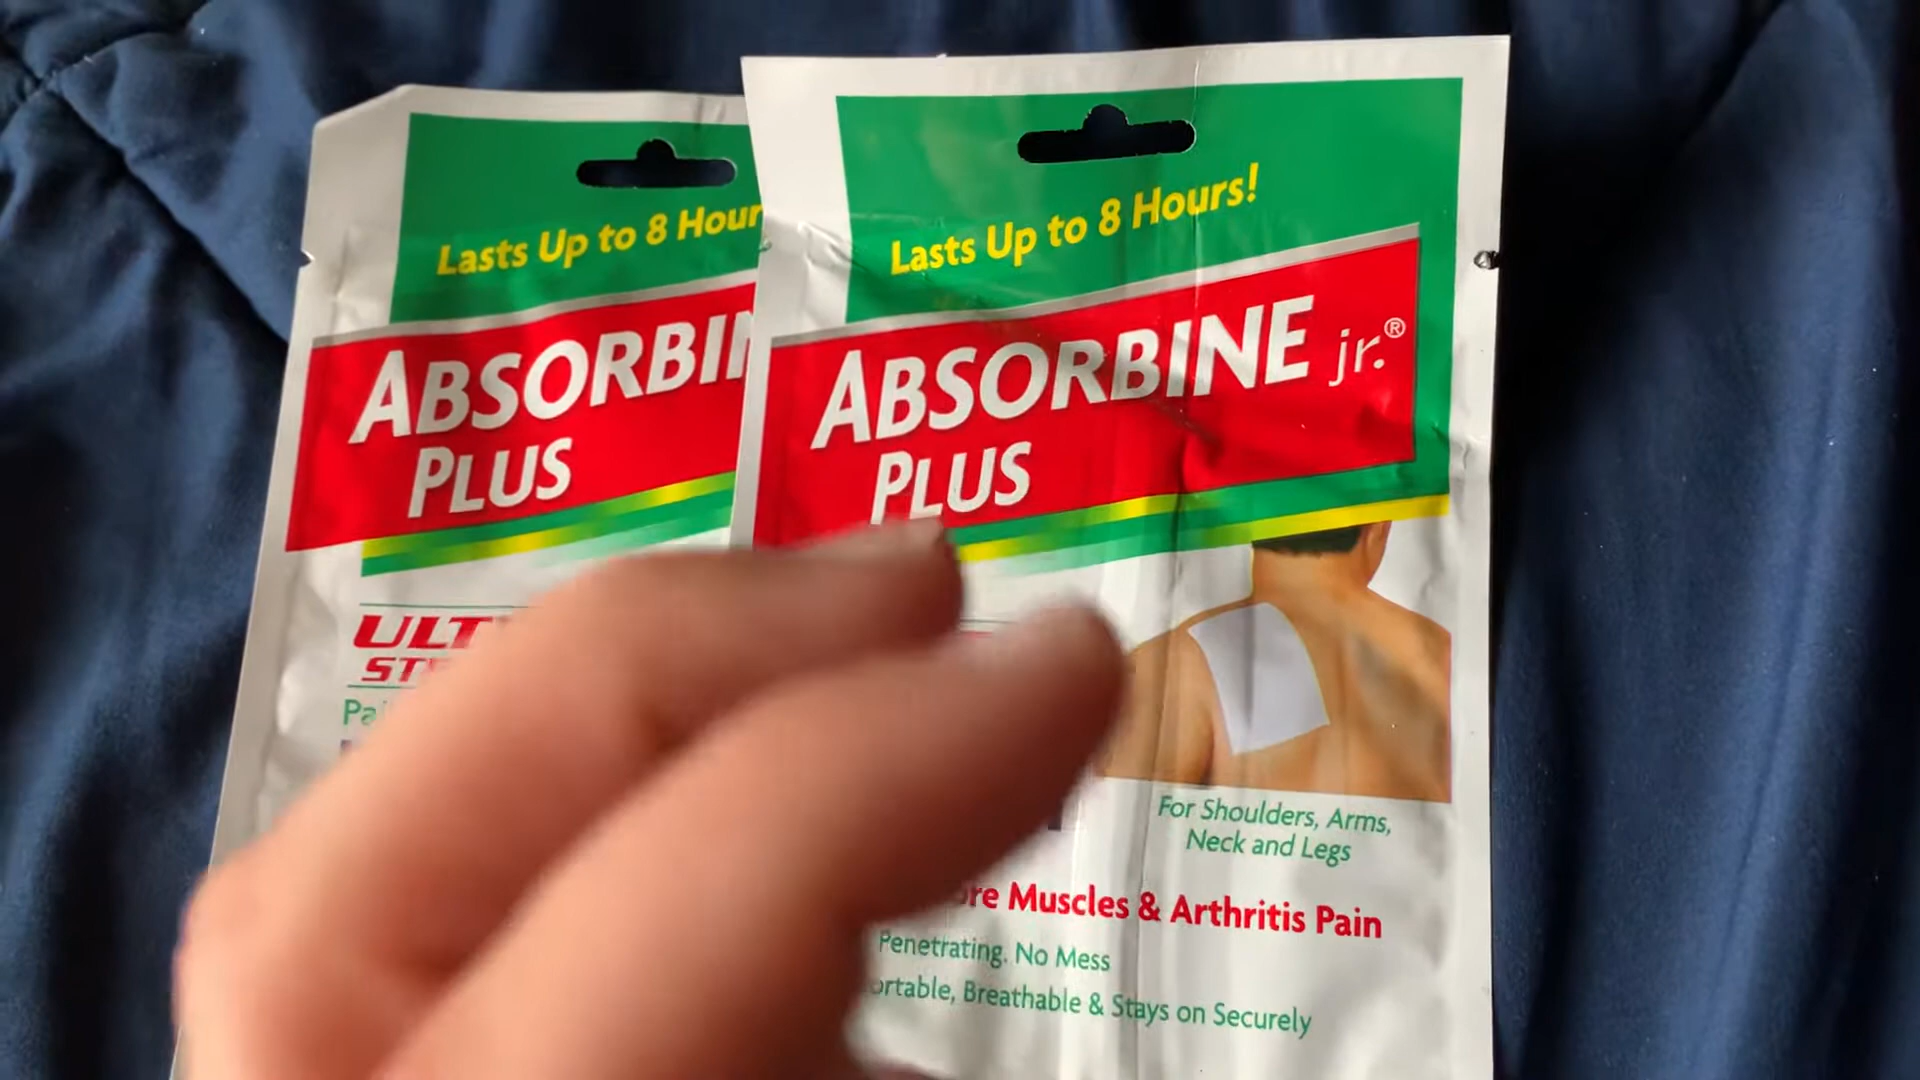 Lasts Up to 8 Hour
ABSORBIN
PLUS
ULT
Lasts Up to 8 Hours!
ABSORBINE jr.®
PLUS
For Shoulders, Arms,
Neck and Legs
Muscles & Arthritis Pain
Penetrating. No Mess
Breathable & Stays on Securely